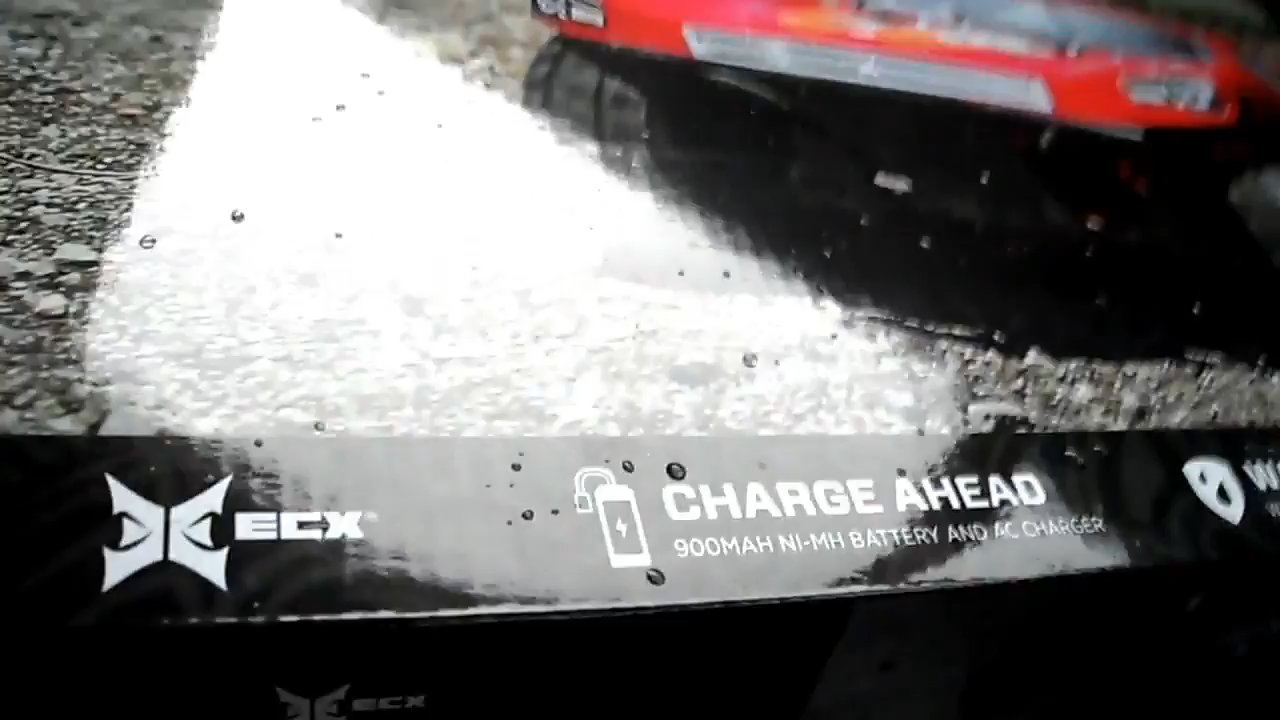 ECX
CHARGE AHEAD
900MAH NI-MH BATTERY AND AC CHARGER
ECX